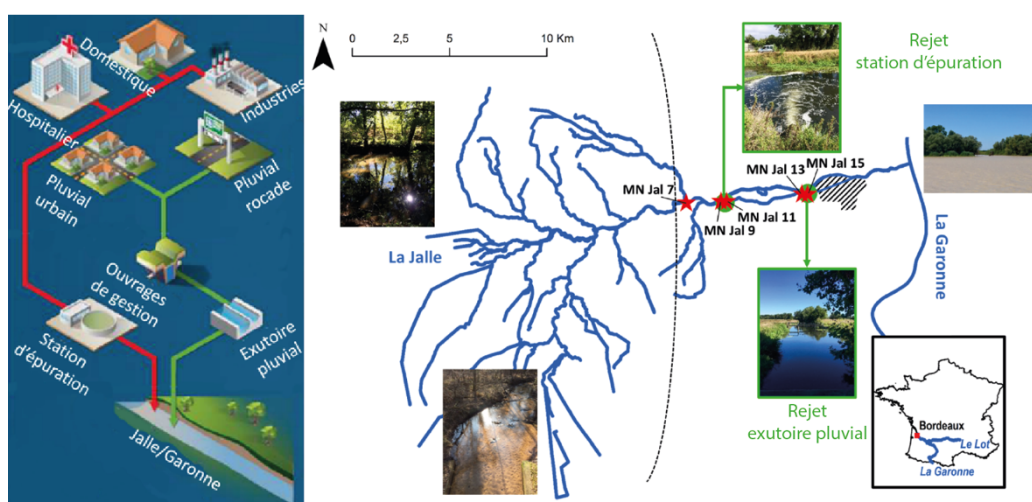 Domestique
Hospitalier
Industries
Pluvial
urbain
Pluvial
rocade
Ouvrages
de gestion
Station
d'épuration
Exutoire
pluvial
Jalle/Garonne
N
0 2,5 5 10 Km
Rejet
station d'épuration
MN Jal 7
MN Jal 13
MN Jal 15
MN Jal 11
MN Jal 9
La Jalle
La Garonne
Rejet
exutoire pluvial
Bordeaux
Le Lot
La Garonne